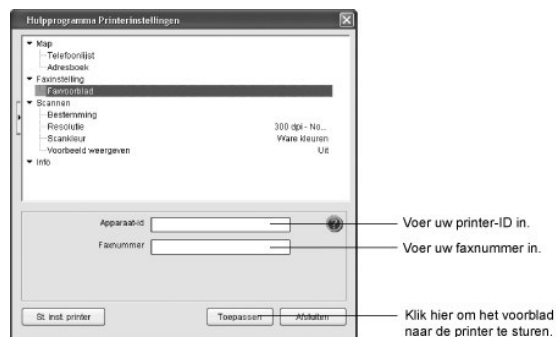 Hulpprogramma Printerinstellingen
Map
Telefoonlijst
Adresboek
Faxinstelling
Faxvoorblad
Scannen
Bestemming
Resolutie 300 dpi - No...
Scankleur Ware kleuren
Voorbeeld weergeven Uit
Info
Apparaat-id
Voer uw printer-ID in.
Faxnummer
Voer uw faxnummer in.
St. inst. printer
Toepassen
Afsluiten
Klik hier om het voorblad
naar de printer te sturen.